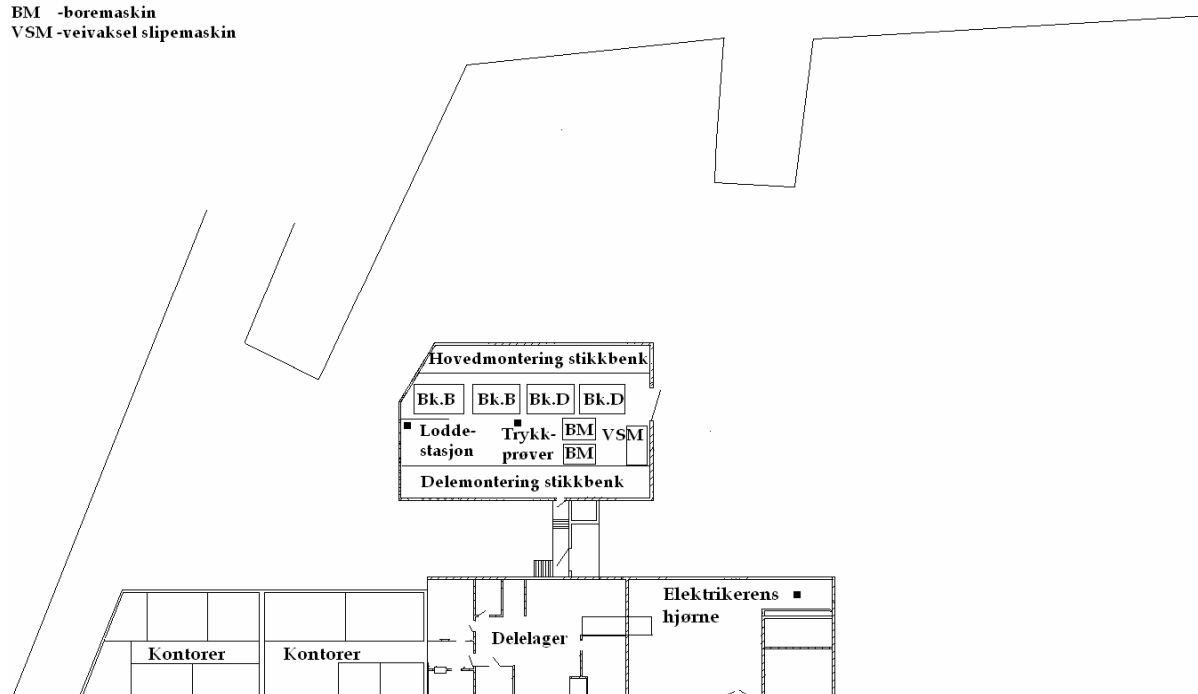 BM -boremaskin
VSM -veivaksel slipemaskin
Hovedmontering stikkbenk
Bk.B Bk.B Bk.D Bk.D
Lodde-
stasjon
Trykk-
prøver
BM
BM
VSM
Delemontering stikkbenk
Elektrikerens
hjørne
Delelager
Kontorer Kontorer